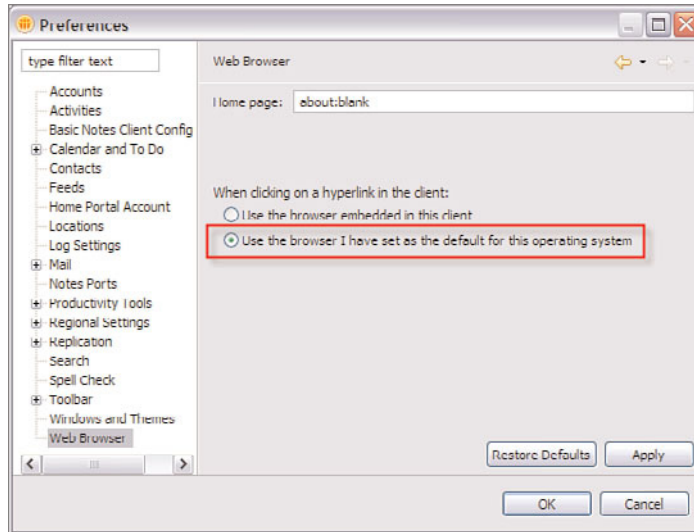 Preferences
type filter text
Web Browser
Accounts
Activities
Basic Notes Client Config
Calendar and To Do
Contacts
Feeds
Home Portal Account
Locations
Log Settings
Mail
Notes Ports
Productivity Tools
Regional Settings
Replication
Search
Spell Check
Toolbar
Windows and Themes
Web Browser
Home page: about:blank
When clicking on a hyperlink in the client:
Use the browser embedded in this client
Use the browser I have set as the default for this operating system
Restore Defaults Apply
OK Cancel